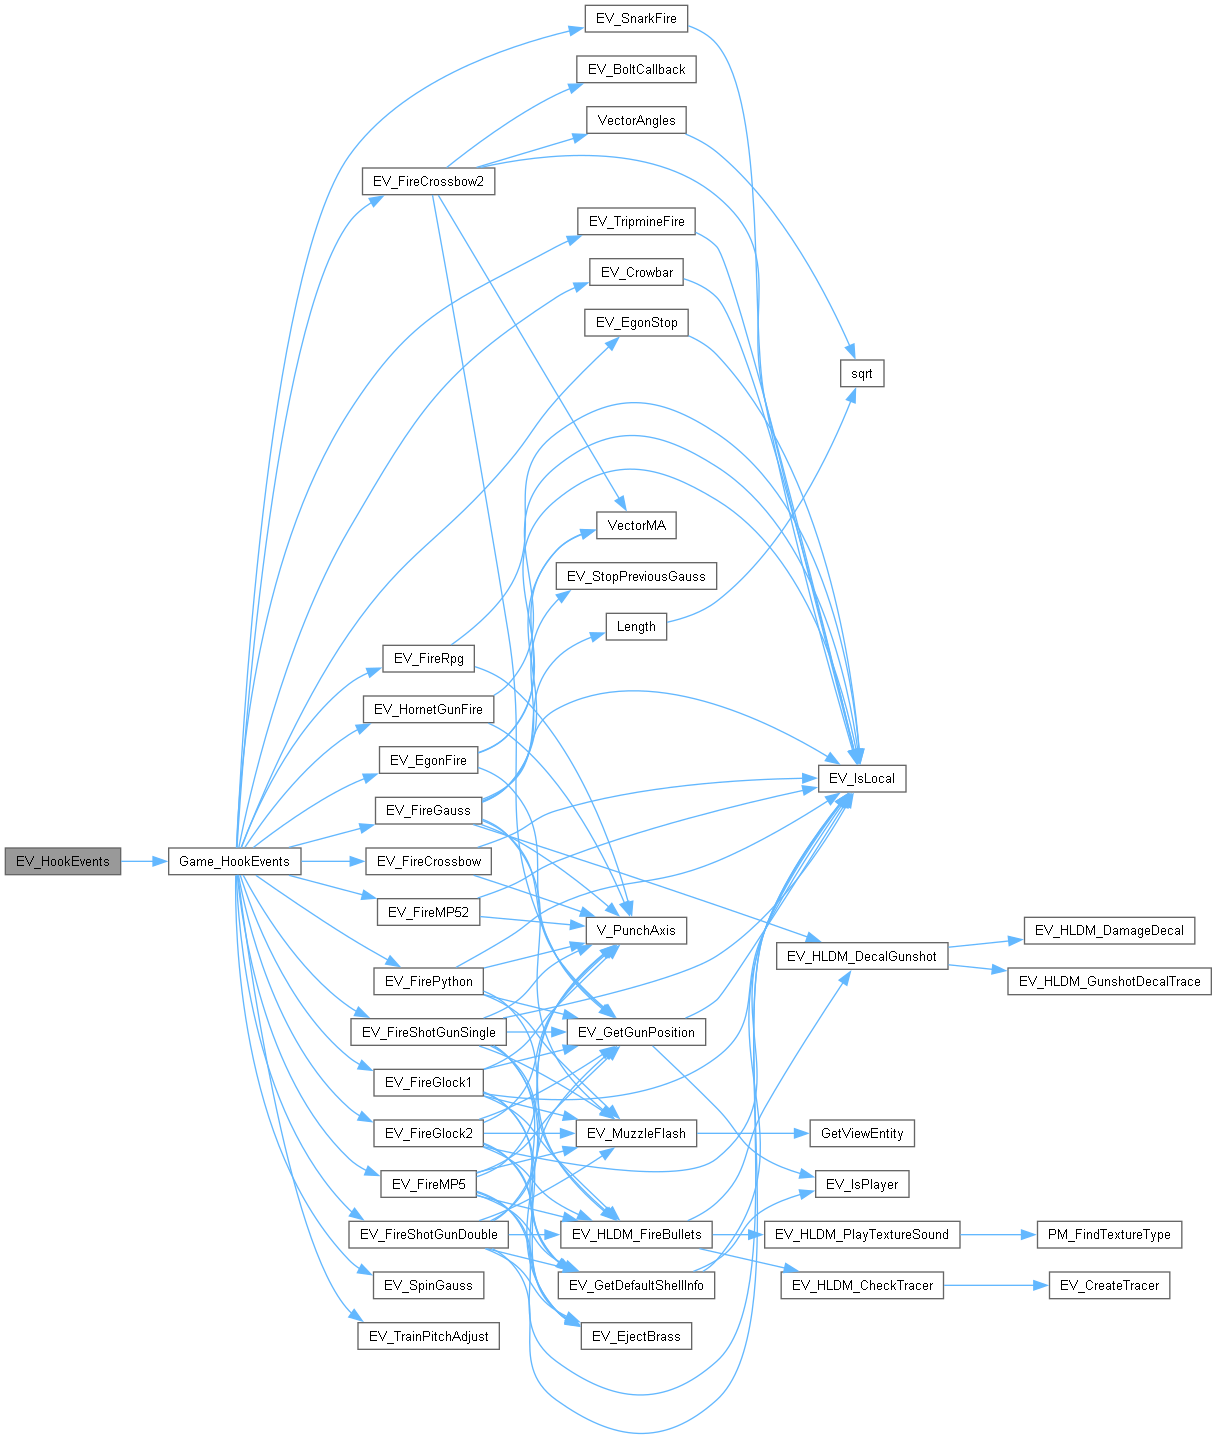 EV_SnarkFire
EV_BoltCallback
VectorAngles
EV_FireCrossbow2
EV_TripmineFire
EV_Crowbar
EV_EgonStop
sqrt
VectorMA
EV_StopPreviousGauss
Length
EV_FireRpg
EV_HornetGunFire
EV_EgonFire
EV_IsLocal
EV_FireGauss
EV_HookEvents
Game_HookEvents
EV_FireCrossbow
EV_FireMP52
V_PunchAxis
EV_HLDM_DamageDecal
EV_HLDM_DecalGunshot
EV_FirePython
EV_HLDM_GunshotDecalTrace
EV_FireShotGunSingle
EV_GetGunPosition
EV_FireGlock1
EV_FireGlock2
EV_MuzzleFlash
GetViewEntity
EV_FireMP5
EV_IsPlayer
EV_FireShotGunDouble
EV_HLDM_FireBullets
EV_HLDM_PlayTextureSound
PM_FindTextureType
EV_SpinGauss
EV_GetDefaultShellInfo
EV_HLDM_CheckTracer
EV_CreateTracer
EV_TrainPitchAdjust
EV_EjectBrass